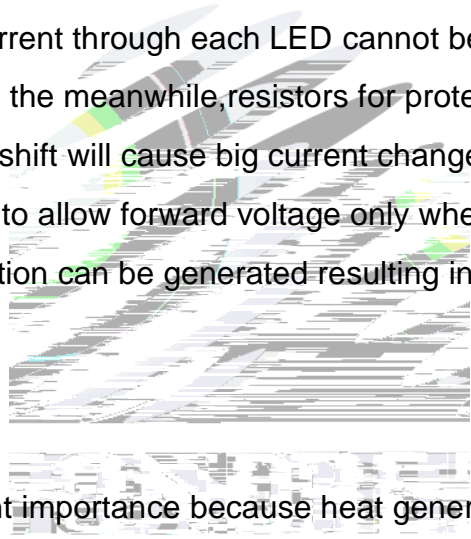 rrent through each LED cannot be
the meanwhile,resistors for prote
shift will cause big current change
to allow forward voltage only whe
tion can be generated resulting in
nt importance because heat gener